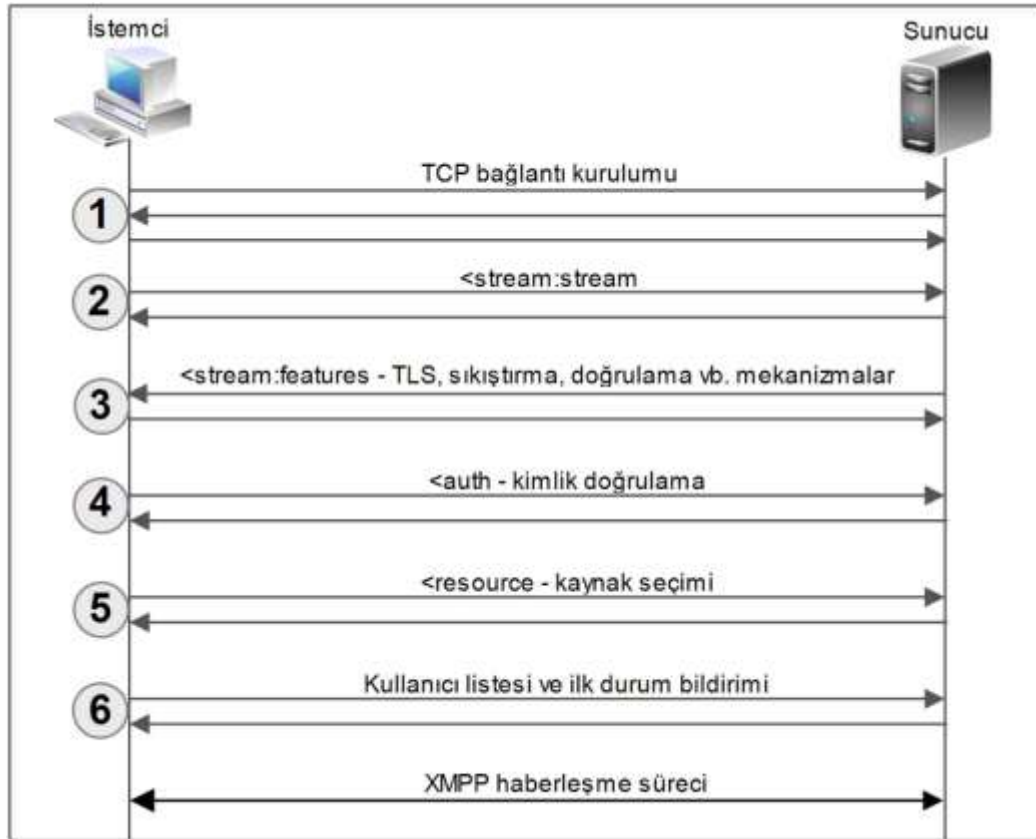 İstemci
Sunucu
TCP bağlantı kurulumu
1
<stream:stream
2
<stream:features - TLS, sıkıştırma, doğrulama vb. mekanizmalar
3
<auth - kimlik doğrulama
4
<resource - kaynak seçimi
5
Kullanıcı listesi ve ilk durum bildirimi
6
XMPP haberleşme süreci